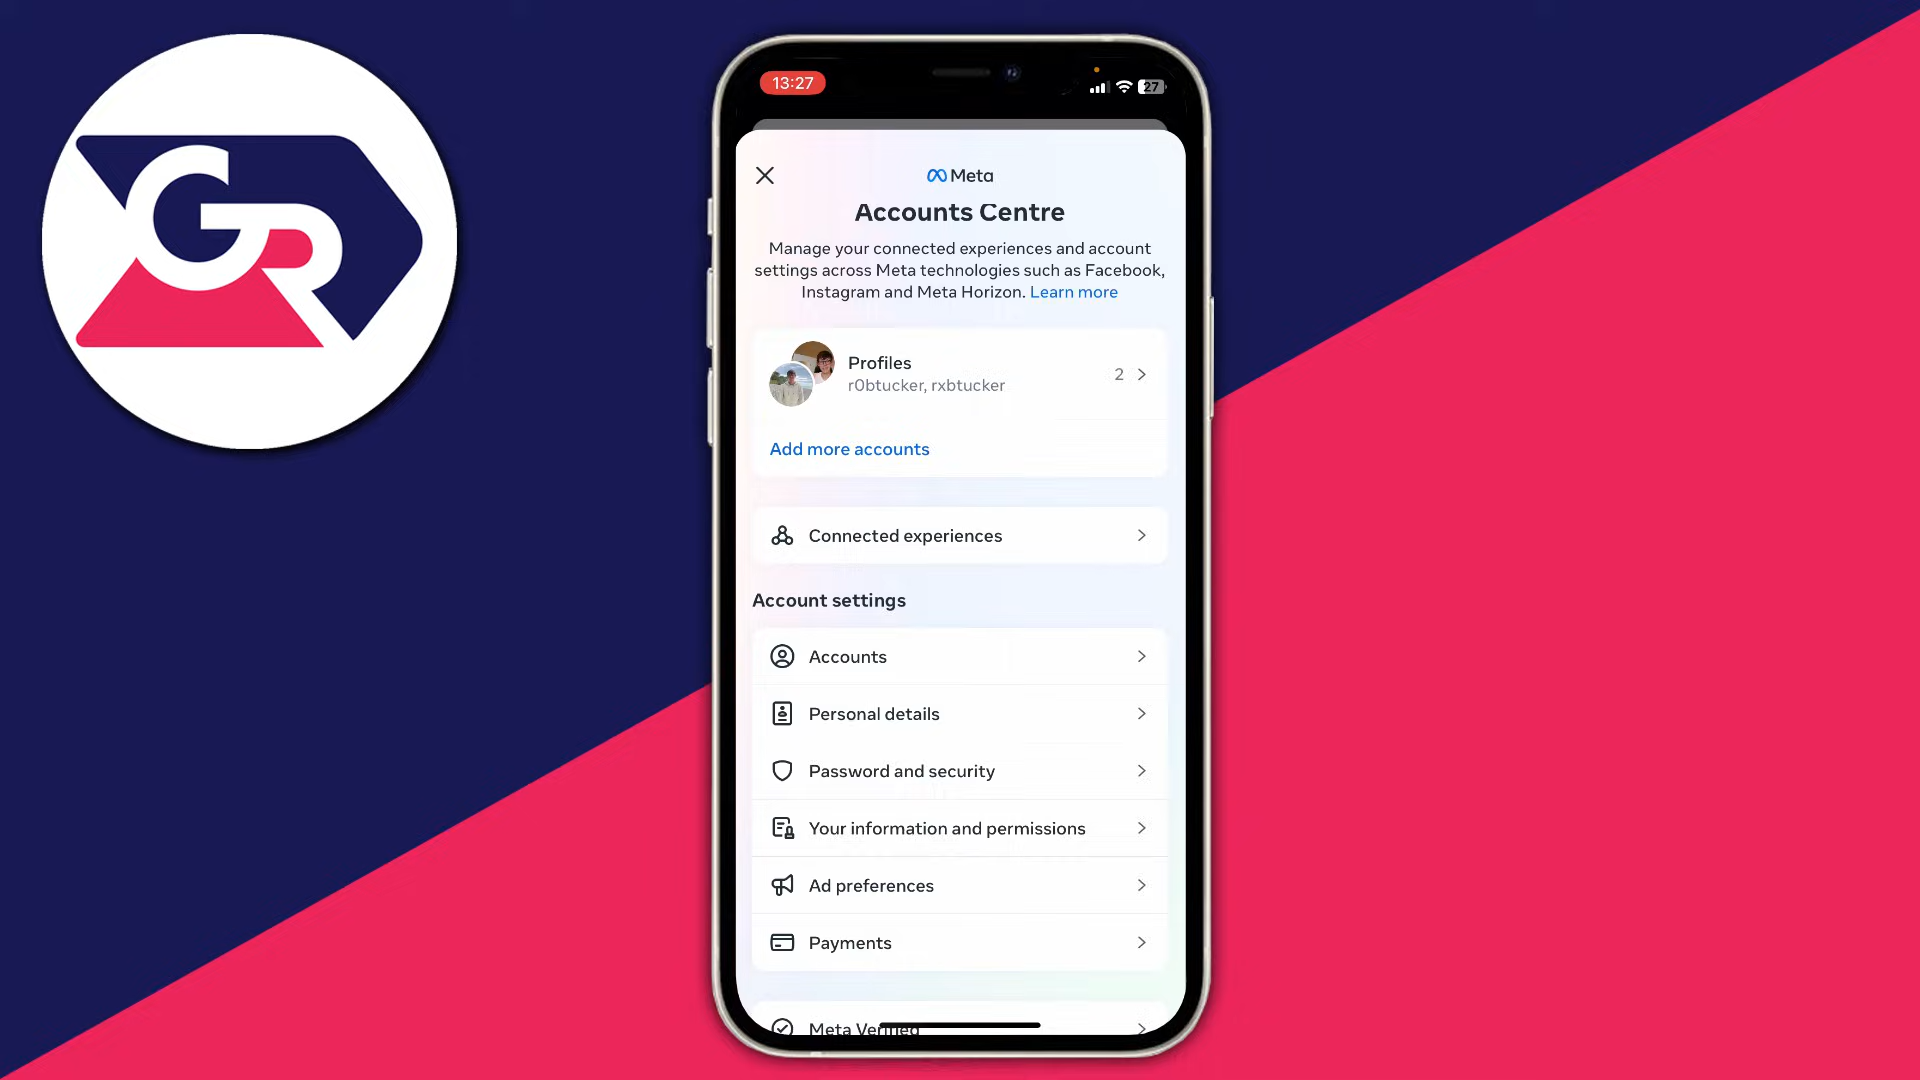 GR
13:27
27
Meta
Accounts Centre
Manage your connected experiences and account
settings across Meta technologies such as Facebook,
Instagram and Meta Horizon. Learn more
Profiles
2
r0btucker, rxbtucker
Add more accounts
Connected experiences
Account settings
Accounts
Personal details
Password and security
Your information and permissions
Ad preferences
Payments
Meta Verified